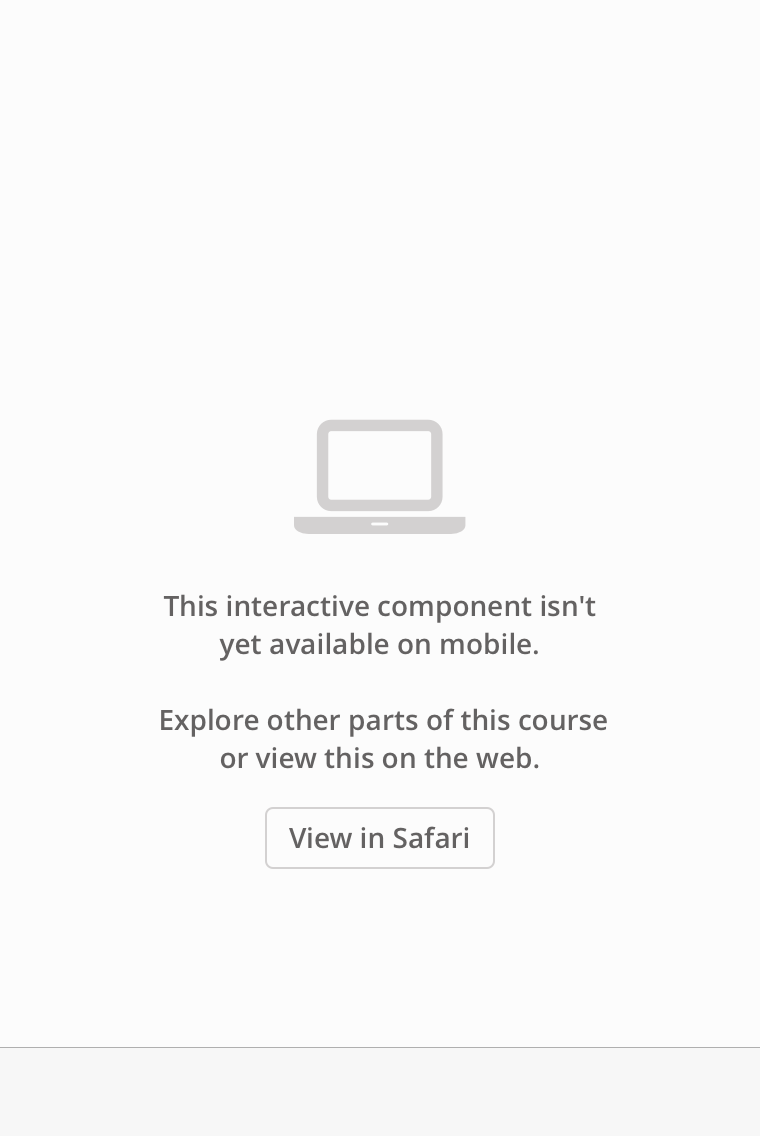 This interactive component isn't
yet available on mobile.
Explore other parts of this course
or view this on the web.
View in Safari